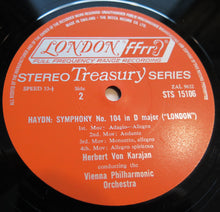 LONDON ffrr
FULL FREQUENCY RANGE RECORDING
STEREO Treasury SERIES
SPEED 33⅓ Side 2
ZAL 9632
STS 15106
HAYDN: SYMPHONY No. 104 in D major ("LONDON")
1st. Mov: Adagio—Allegro
2nd. Mov: Andante
3rd. Mov: Menuetto, allegro
4th. Mov: Allegro spiritoso
Herbert Von Karajan
conducting the
Vienna Philharmonic
Orchestra